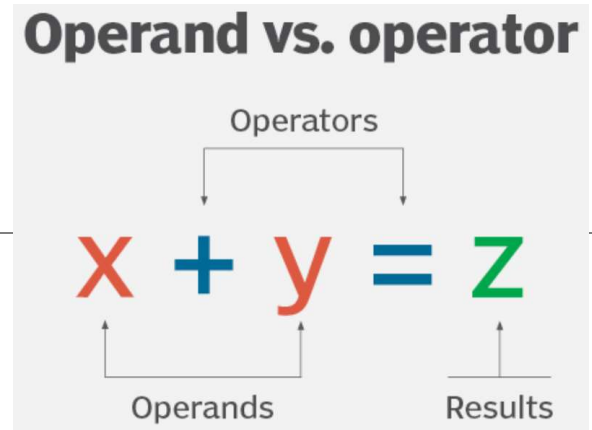 Operand vs. operator
Operators
x + y = z
Operands Results